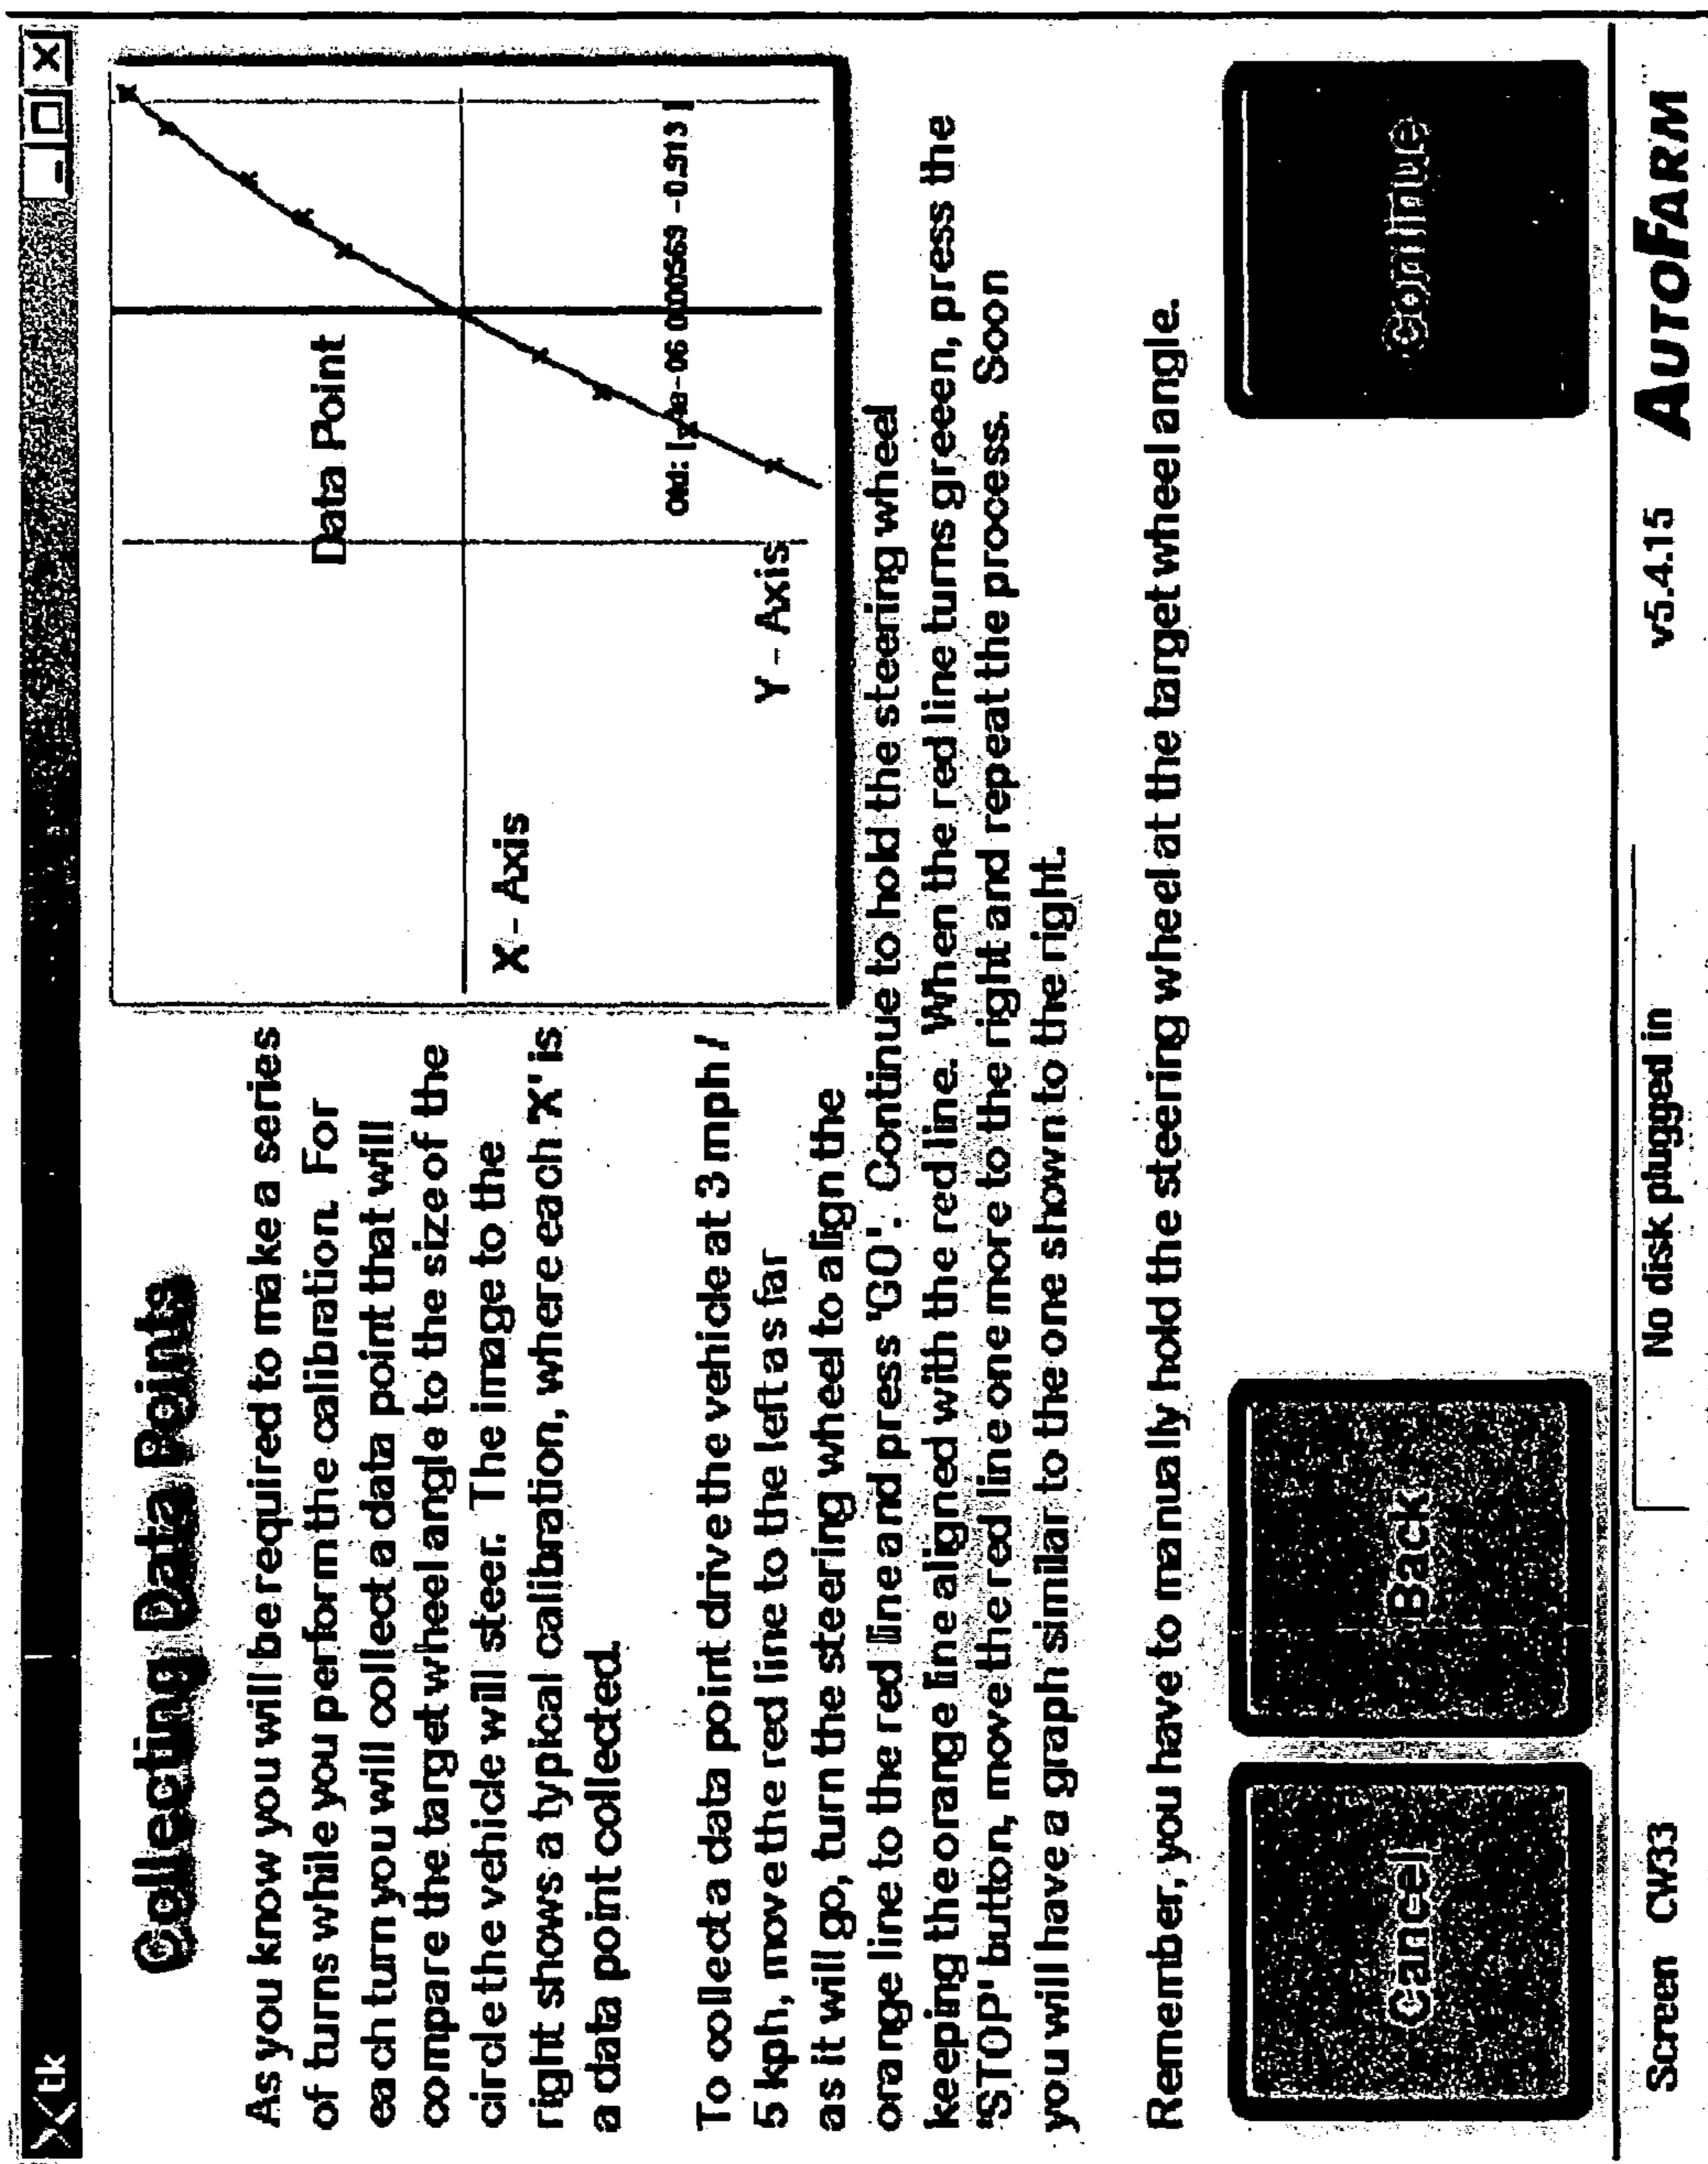 tk
Collecting Data Points
As you know you will be required to make a series
of turns while you perform the calibration. For
each turn you will collect a data point that will
compare the target wheel angle to the size of the
circle the vehicle will steer. The image to the
right shows a typical calibration, where each 'X' is
a data point collected.
Data Point
X - Axis
Old: [ 4e-06 0.000569 -0.913 ]
Y - Axis
To collect a data point drive the vehicle at 3 mph /
5 kph, move the red line to the left as far
as it will go, turn the steering wheel to align the
orange line to the red line and press 'GO'. Continue to hold the steering wheel
keeping the orange line aligned with the red line. When the red line turns green, press the
'STOP' button, move the red line one more to the right and repeat the process. Soon
you will have a graph similar to the one shown to the right.
Remember, you have to manually hold the steering wheel at the target wheel angle.
Cancel
Back
Continue
Screen CW33
No disk plugged in
v5.4.15
AUTOFARM